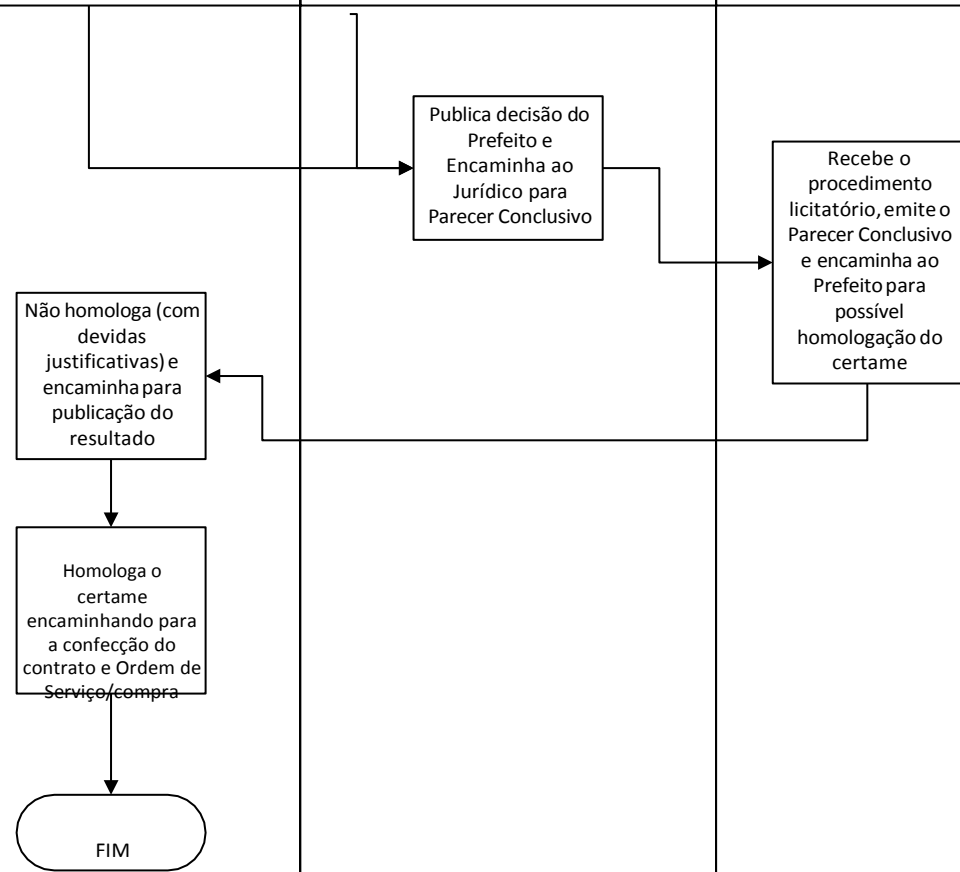 Publica decisão do
Prefeito e
Encaminha ao
Jurídico para
Parecer Conclusivo
Recebe o
procedimento
licitatório, emite o
Parecer Conclusivo
e encaminha ao
Prefeito para
possível
homologação do
certame
Não homologa (com
devidas
justificativas) e
encaminha para
publicação do
resultado
Homologa o
certame
encaminhando para
a confecção do
contrato e Ordem de
Serviço/compra
FIM